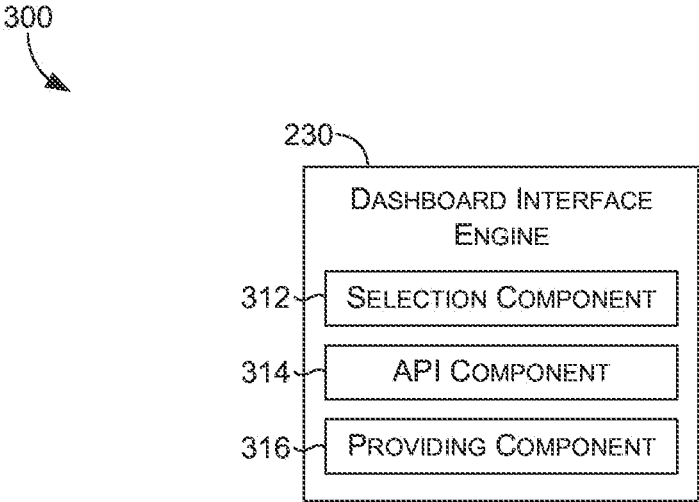 300
230
DASHBOARD INTERFACE
ENGINE
312 SELECTION COMPONENT
314 API COMPONENT
316 PROVIDING COMPONENT